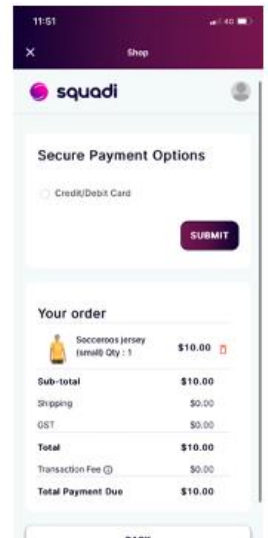 11:51
4G
Shop
squadi
Secure Payment Options
Credit/Debit Card
SUBMIT
Your order
Socceroos jersey
(small) Qty : 1
$10.00
Sub-total $10.00
Shipping $0.00
GST $0.00
Total $10.00
Transaction Fee $0.00
Total Payment Due $10.00
BACK